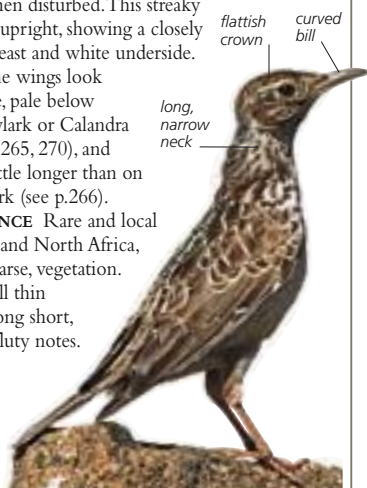 hen disturbed. This streaky
upright, showing a closely
east and white underside.
he wings look
e, pale below
ylark or Calandra
265, 270), and
ttle longer than on
rk (see p.266).
NCE Rare and local
and North Africa,
arse, vegetation.
ll thin
ong short,
luty notes.
flattish
crown
curved
bill
long,
narrow
neck